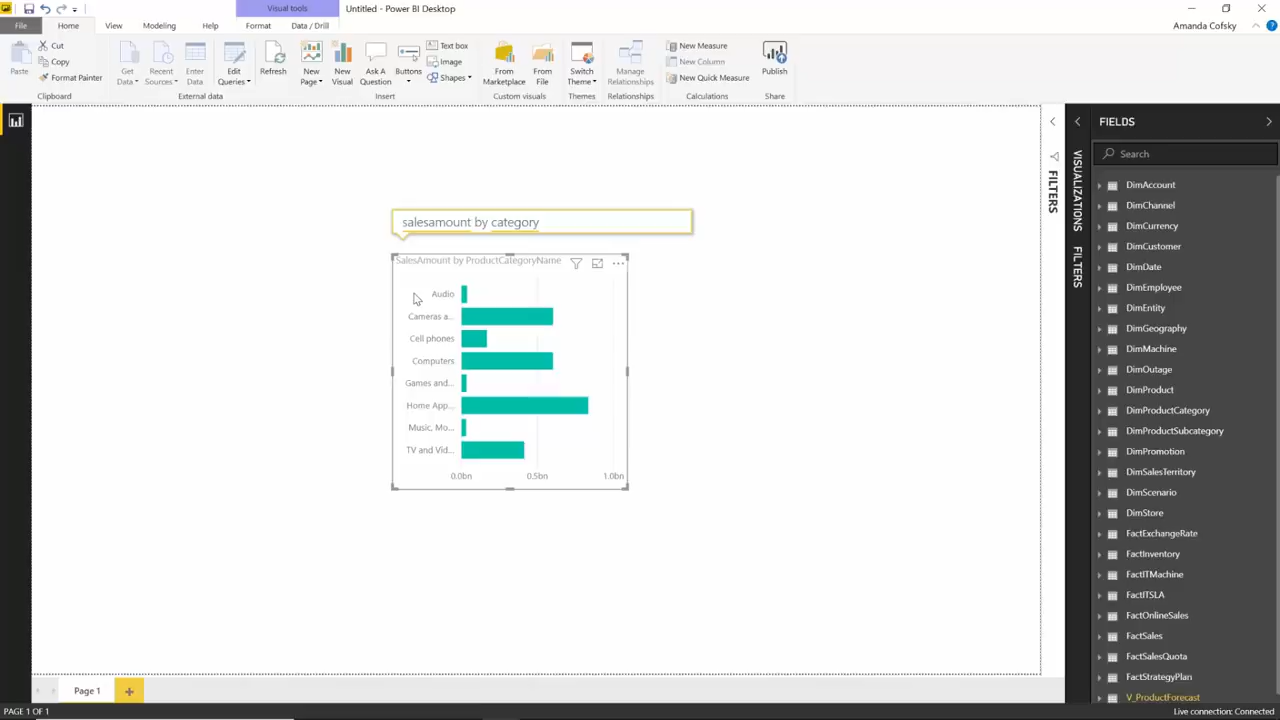 Visual tools
Untitled - Power BI Desktop
File
Home
View
Modeling
Help
Format
Data / Drill
Amanda Cofsky
Paste
Cut
Copy
Format Painter
Clipboard
Get Data
Recent Sources
Enter Data
Edit Queries
External data
Refresh
New Page
New Visual
Ask A Question
Buttons
Text box
Image
Shapes
Insert
From Marketplace
From File
Custom visuals
Switch Theme
Themes
Manage Relationships
Relationships
New Measure
New Column
New Quick Measure
Calculations
Publish
Share
salesamount by category
SalesAmount by ProductCategoryName
Audio
Cameras a...
Cell phones
Computers
Games and...
Home App...
Music, Mo...
TV and Vid...
0.0bn 0.5bn 1.0bn
FILTERS
VISUALIZATIONS
FILTERS
FIELDS
Search
DimAccount
DimChannel
DimCurrency
DimCustomer
DimDate
DimEmployee
DimEntity
DimGeography
DimMachine
DimOutage
DimProduct
DimProductCategory
DimProductSubcategory
DimPromotion
DimSalesTerritory
DimScenario
DimStore
FactExchangeRate
FactInventory
FactITMachine
FactITSLA
FactOnlineSales
FactSales
FactSalesQuota
FactStrategyPlan
V_ProductForecast
Page 1
PAGE 1 OF 1
Live connection: Connected